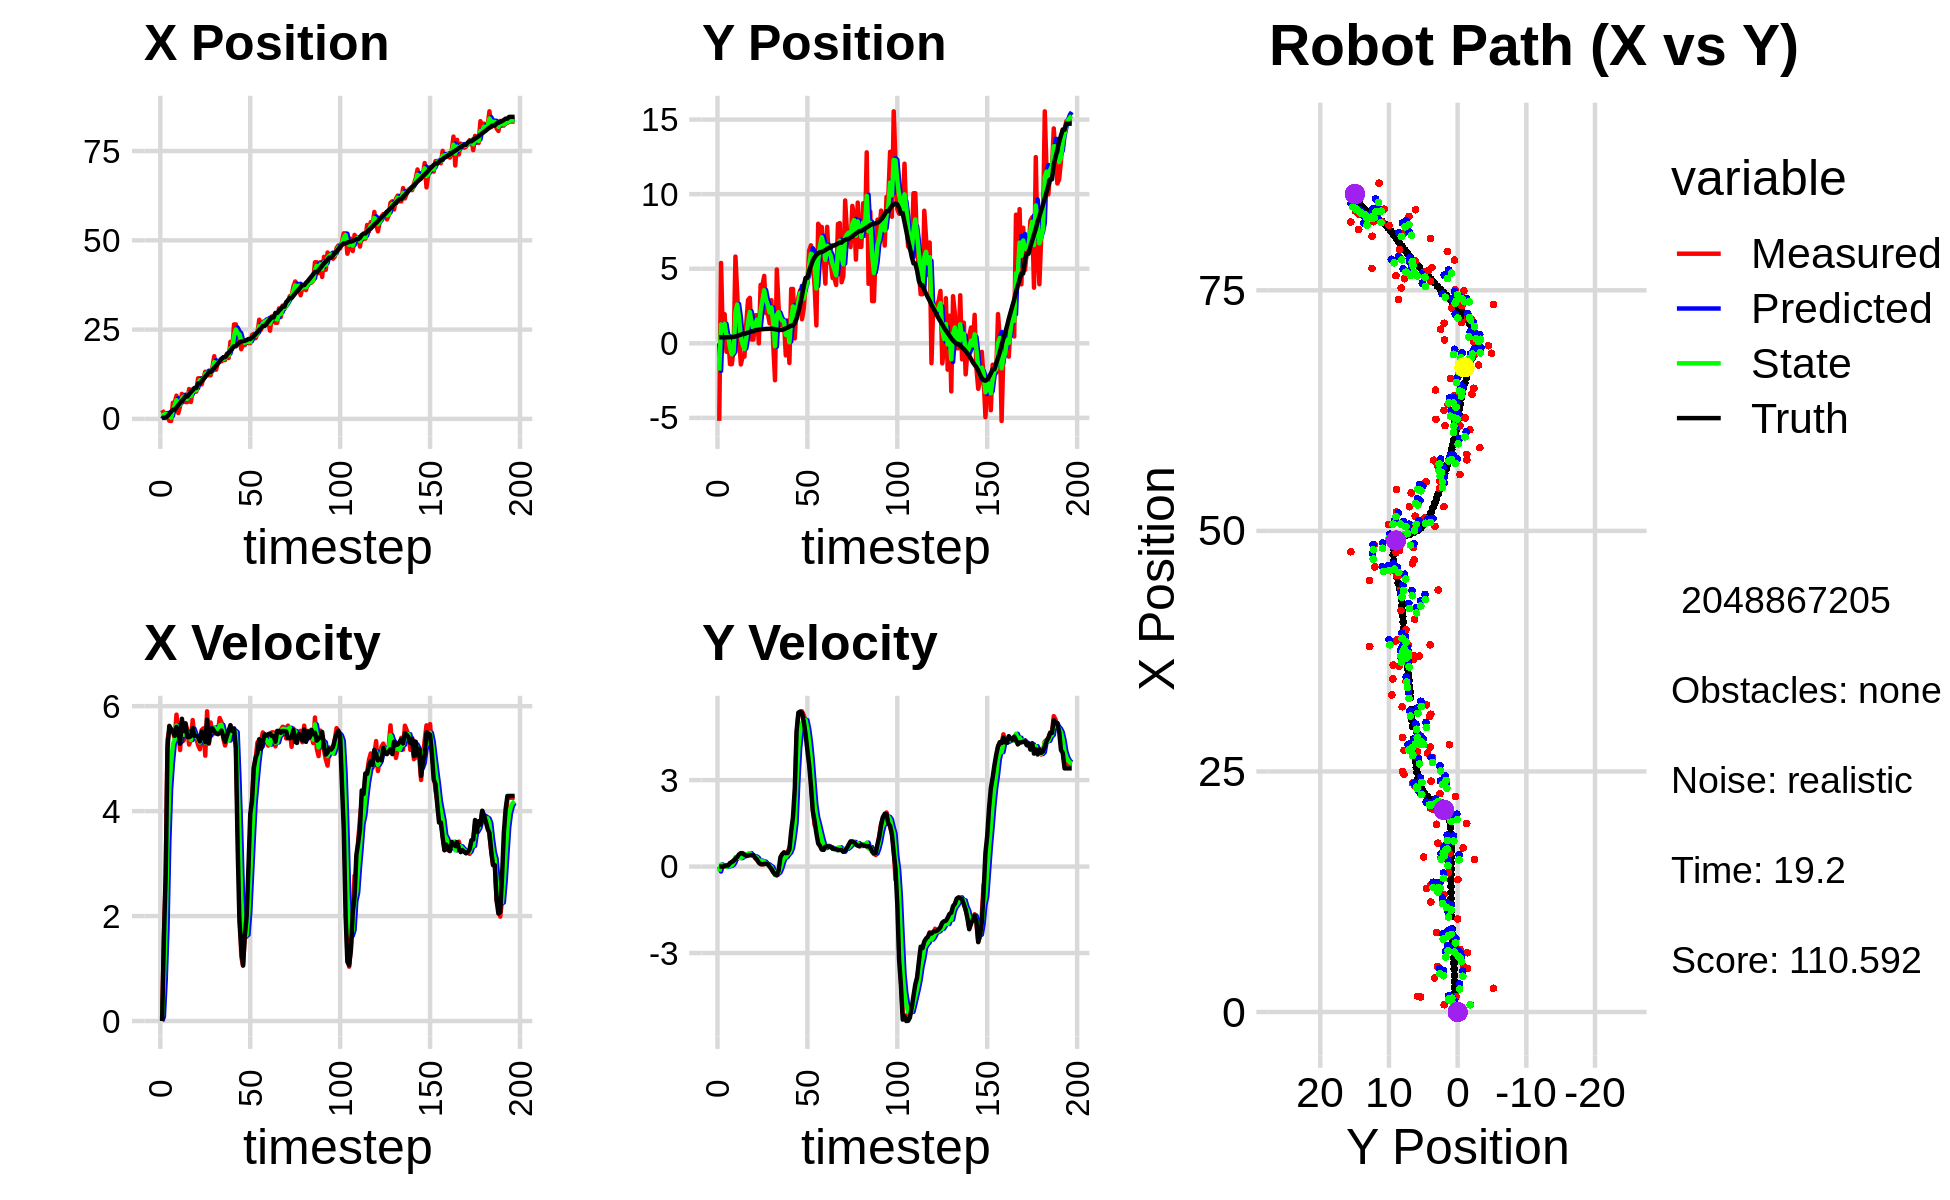 X Position
75
50
25
0
0 50 100 150 200
timestep
Y Position
15
10
5
0
-5
0 50 100 150 200
timestep
X Velocity
6
4
2
0
0 50 100 150 200
timestep
Y Velocity
3
0
-3
0 50 100 150 200
timestep
Robot Path (X vs Y)
X Position
75
50
25
0
20 10 0 -10 -20
Y Position
variable
Measured
Predicted
State
Truth
2048867205
Obstacles: none
Noise: realistic
Time: 19.2
Score: 110.592